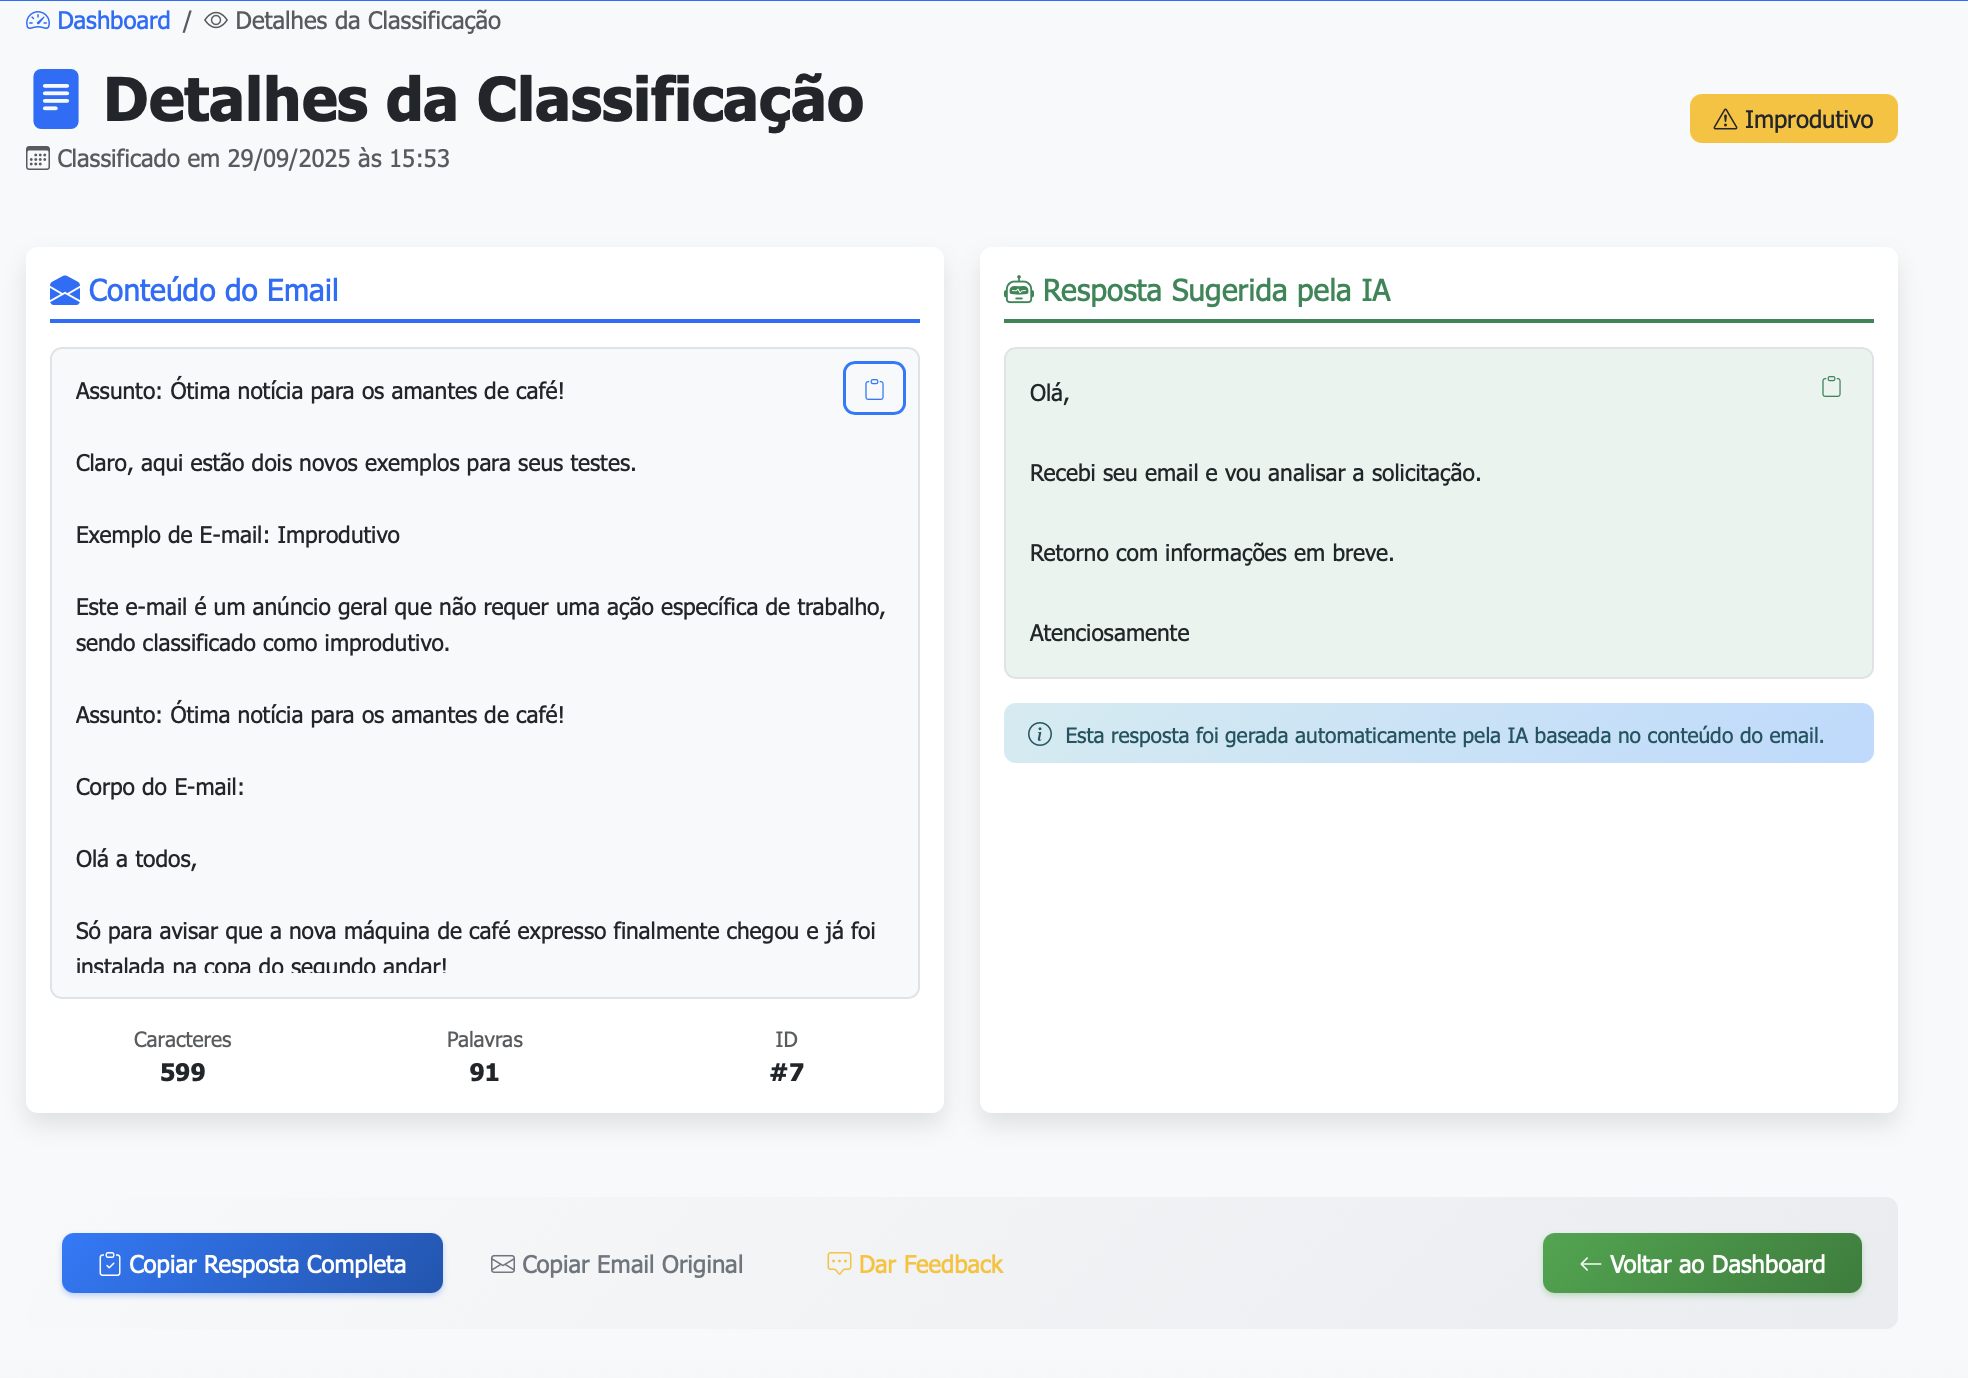 Dashboard / Detalhes da Classificação
Detalhes da Classificação
Classificado em 29/09/2025 às 15:53
Improdutivo
Conteúdo do Email
Assunto: Ótima notícia para os amantes de café!
Claro, aqui estão dois novos exemplos para seus testes.
Exemplo de E-mail: Improdutivo
Este e-mail é um anúncio geral que não requer uma ação específica de trabalho,
sendo classificado como improdutivo.
Assunto: Ótima notícia para os amantes de café!
Corpo do E-mail:
Olá a todos,
Só para avisar que a nova máquina de café expresso finalmente chegou e já foi
instalada na copa do segundo andar!
Caracteres
599
Palavras
91
ID
#7
Resposta Sugerida pela IA
Olá,
Recebi seu email e vou analisar a solicitação.
Retorno com informações em breve.
Atenciosamente
Esta resposta foi gerada automaticamente pela IA baseada no conteúdo do email.
Copiar Resposta Completa
Copiar Email Original
Dar Feedback
Voltar ao Dashboard